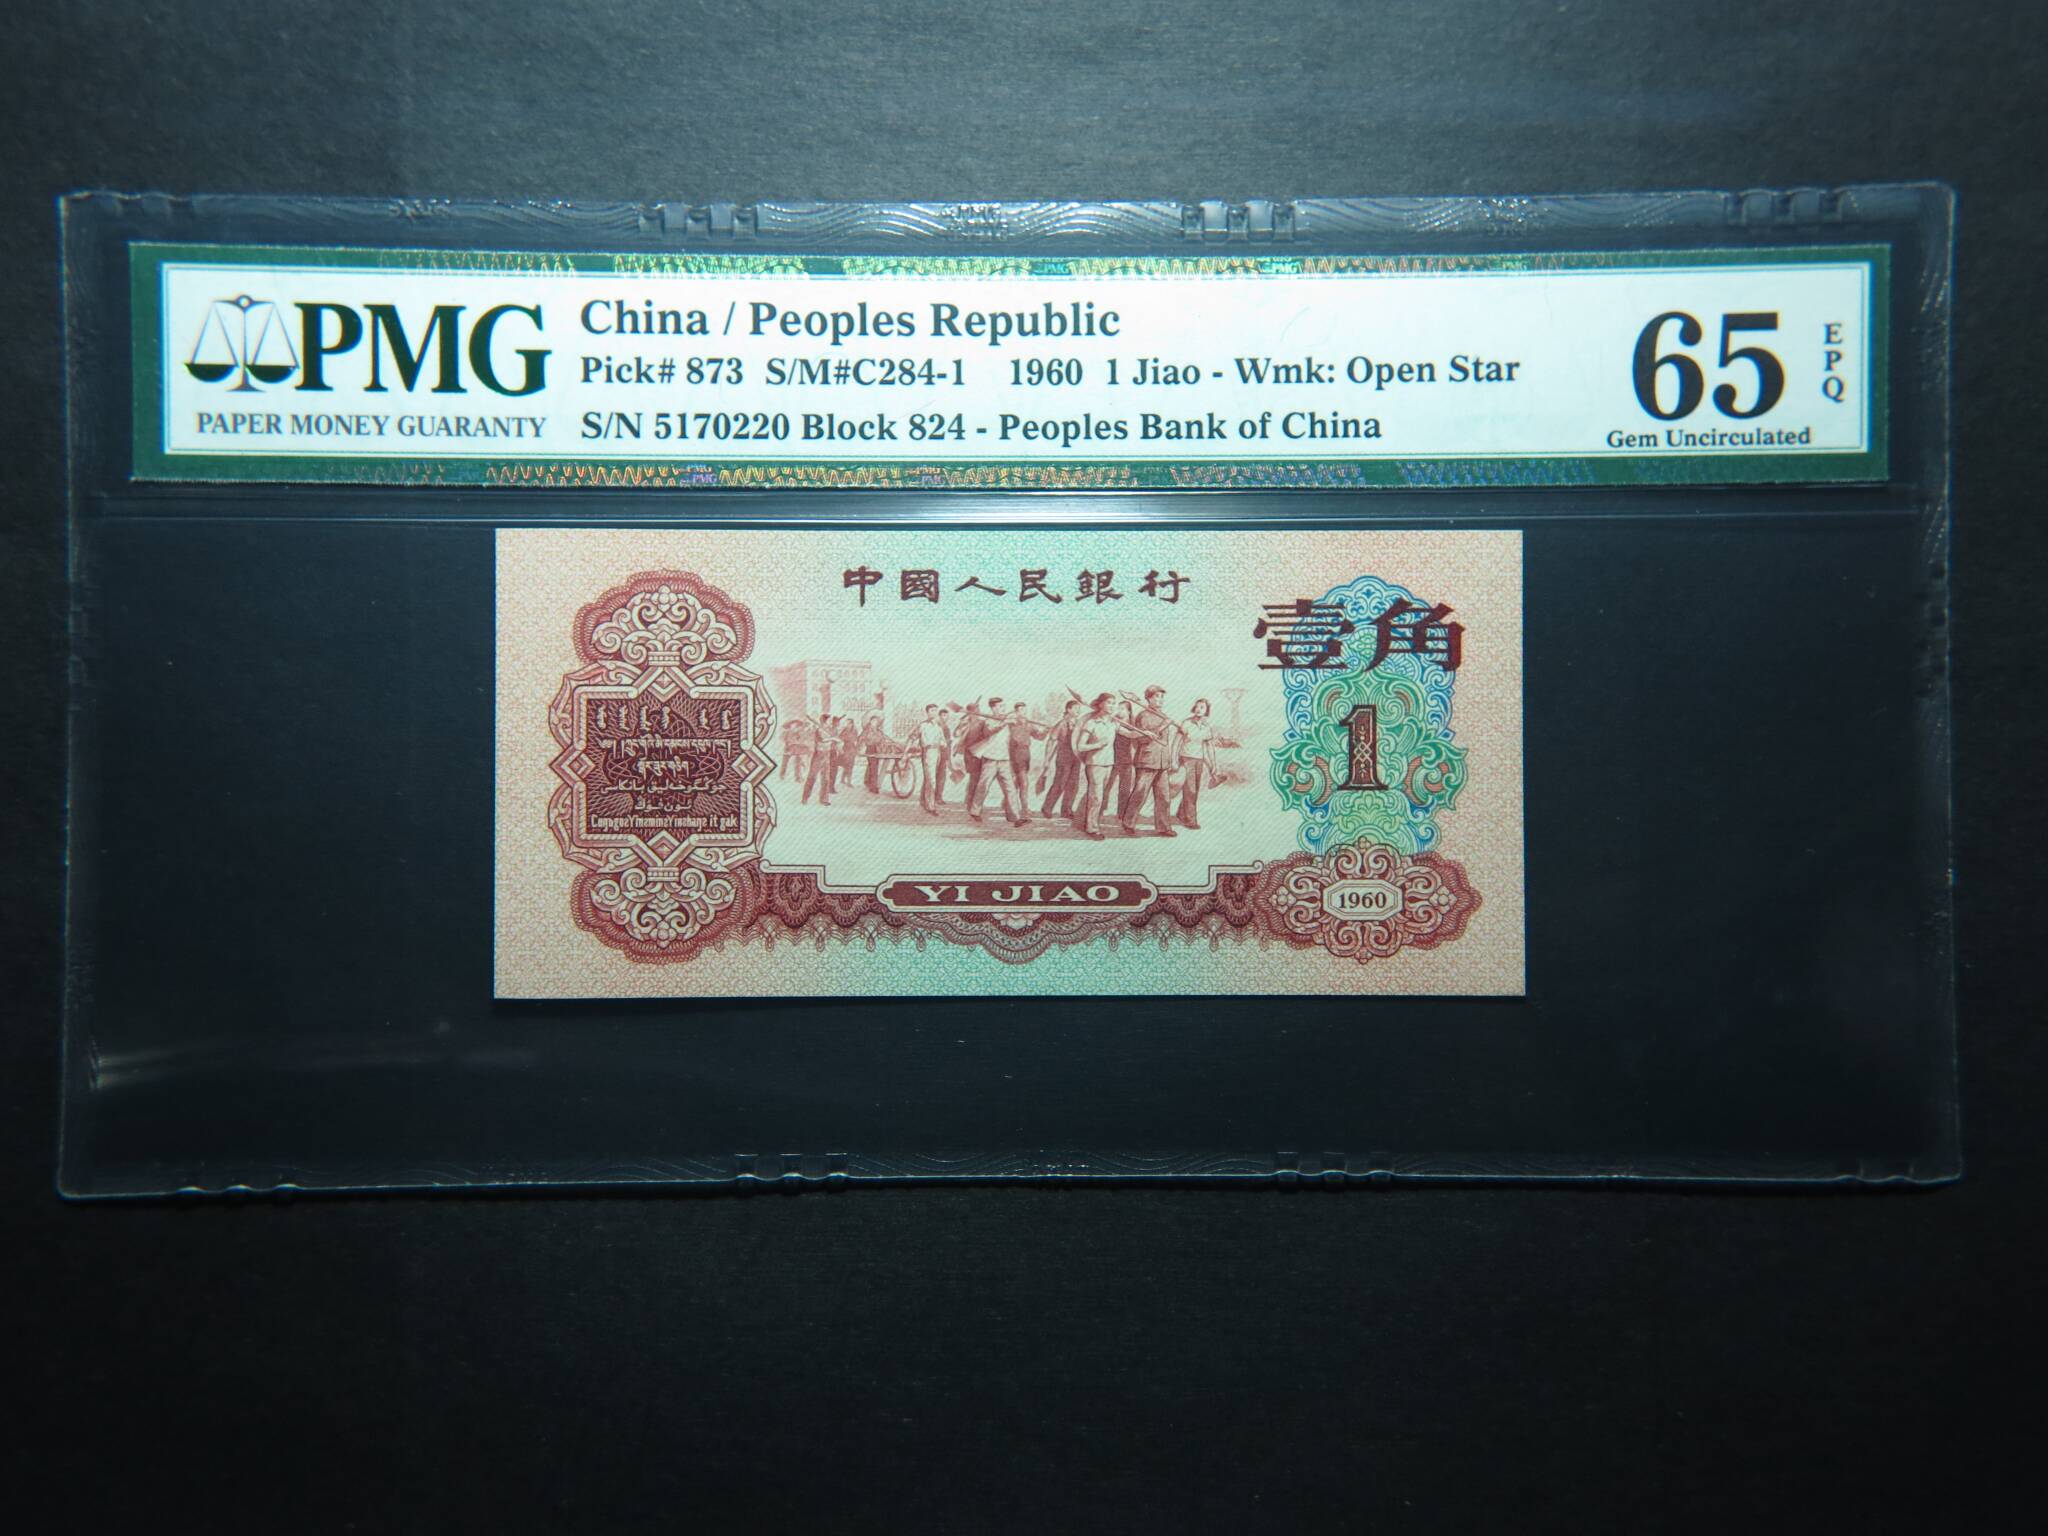 PMG
PAPER MONEY GUARANTY
China / Peoples Republic
Pick# 873 S/M#C284-1 1960 1 Jiao - Wmk: Open Star
S/N 5170220 Block 824 - Peoples Bank of China
65
EPQ
Gem Uncirculated
中國人民銀行
壹角
1
YI JIAO
1960